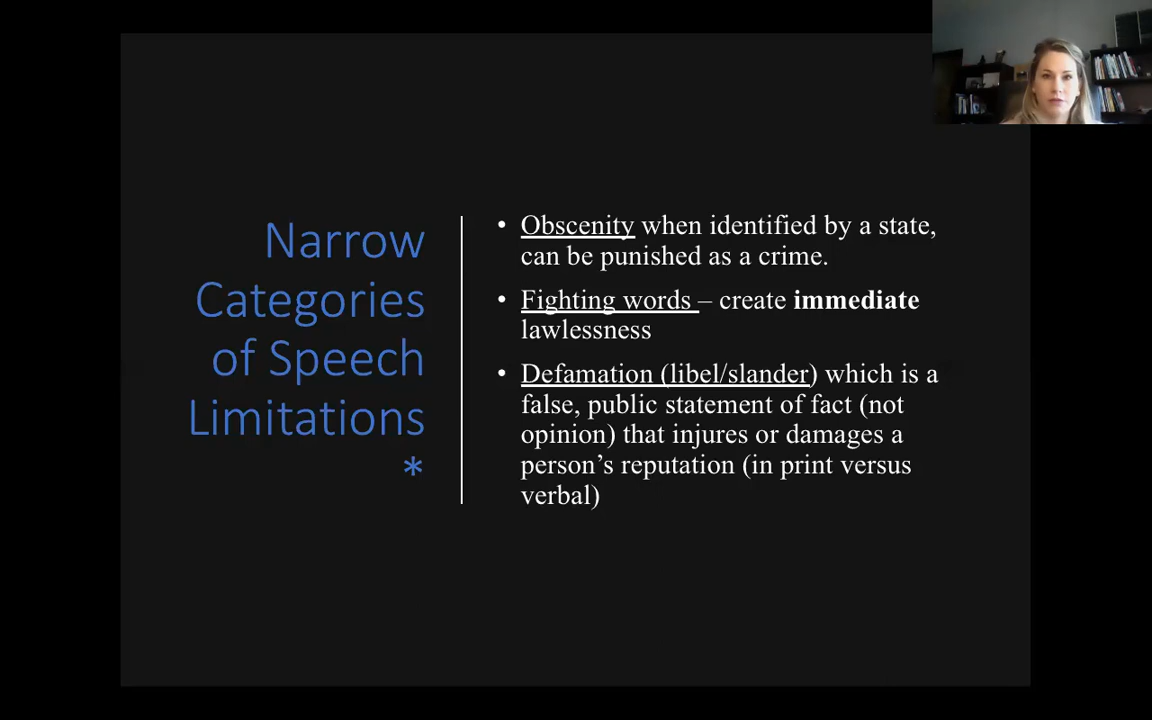 Narrow
Categories
of Speech
Limitations
*
• Obscenity when identified by a state,
can be punished as a crime.
• Fighting words – create immediate
lawlessness
• Defamation (libel/slander) which is a
false, public statement of fact (not
opinion) that injures or damages a
person’s reputation (in print versus
verbal)